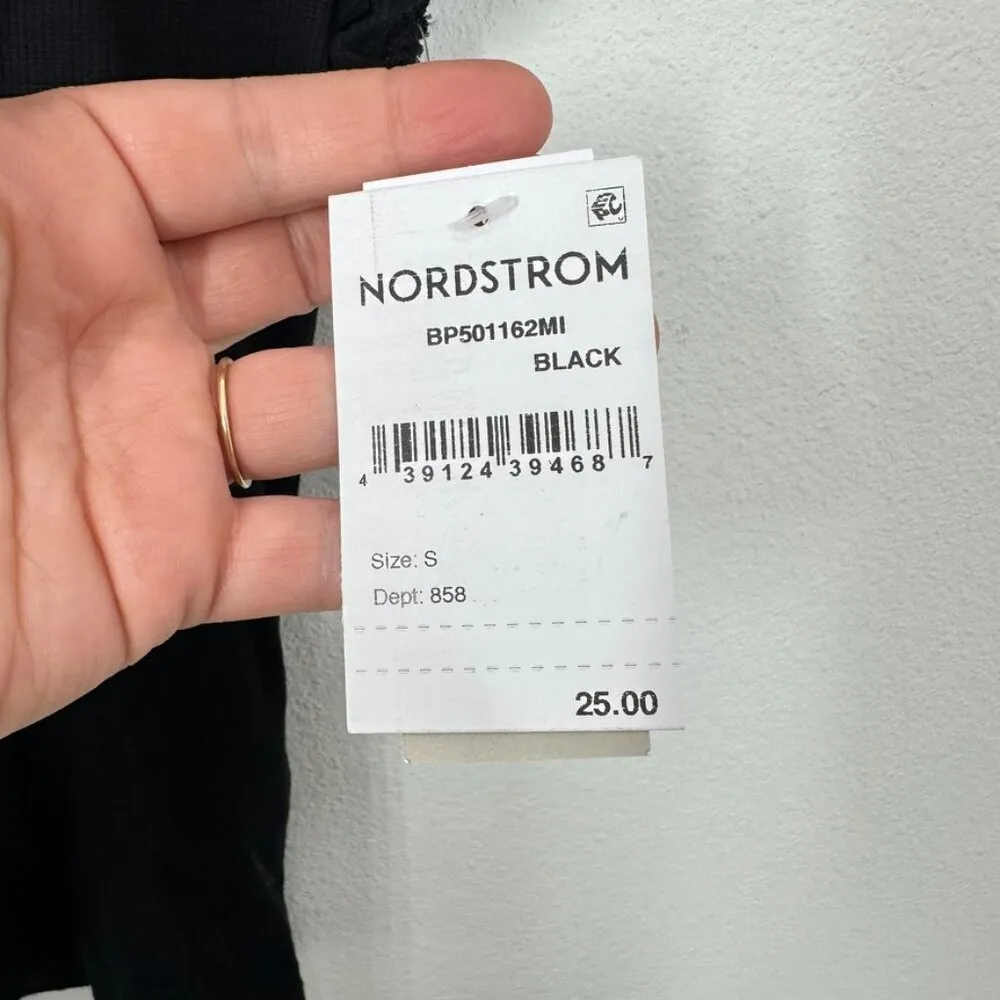 NORDSTROM
BP501162MI
BLACK
4 39124 39468 7
Size: S
Dept: 858
25.00